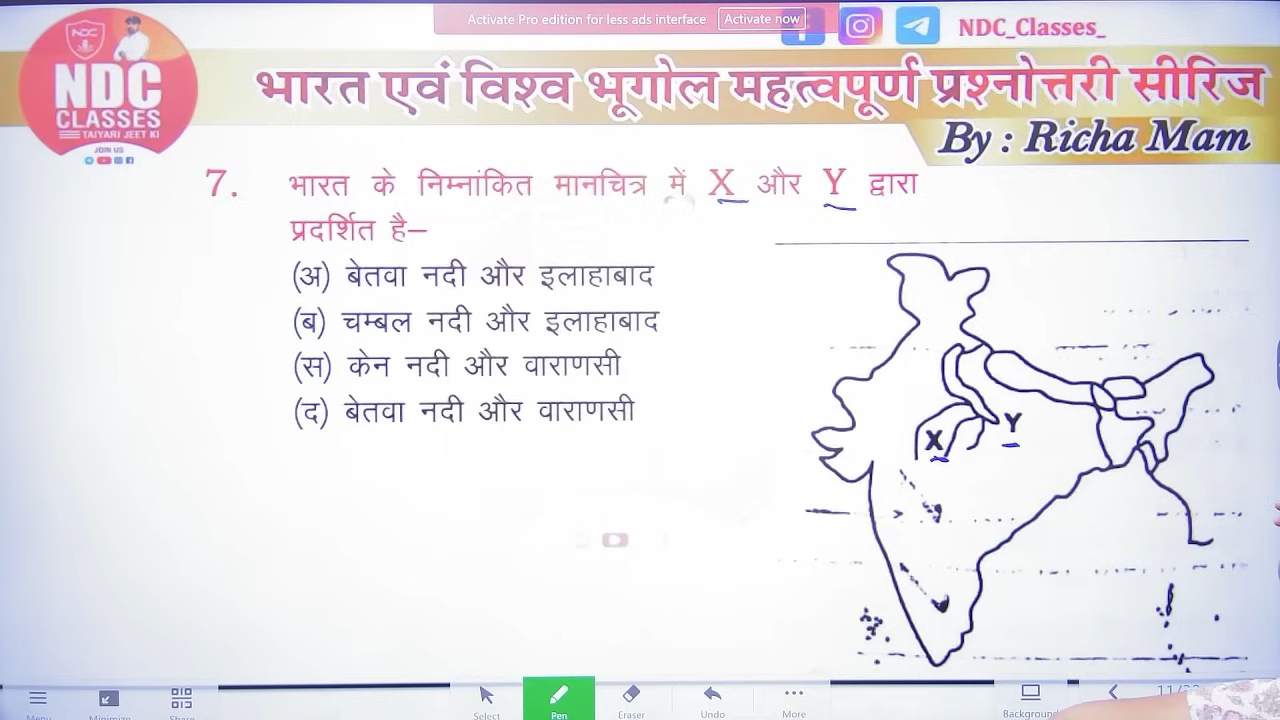 Activate Pro edition for less ads interface Activate now
NDC_Classes_
NDC
NDC
CLASSES
TAIYARI JEET KI
JOIN US
भारत एवं विश्व भूगोल महत्वपूर्ण प्रश्नोत्तरी सीरिज
By : Richa Mam
7. भारत के निम्नांकित मानचित्र में X और Y द्वारा
प्रदर्शित है–
(अ) बेतवा नदी और इलाहाबाद
(ब) चम्बल नदी और इलाहाबाद
(स) केन नदी और वाराणसी
(द) बेतवा नदी और वाराणसी
X
Y
Menu
Minimize
Share
Select
Pen
Eraser
Undo
More
Background